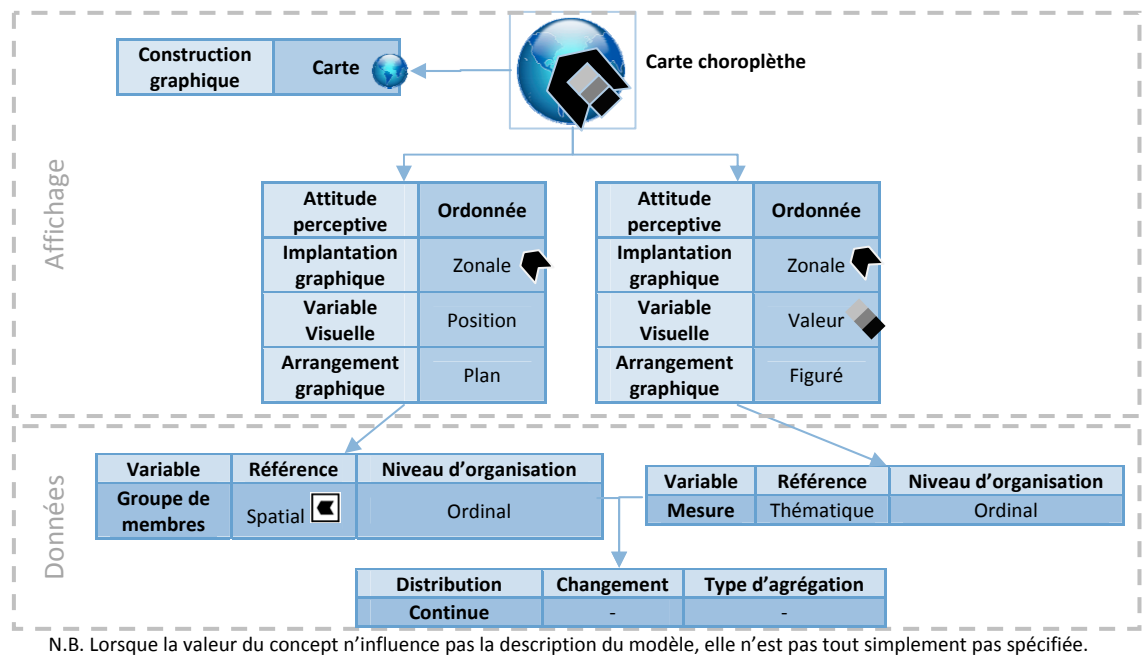 Affichage
Construction graphique
Carte
Carte choroplèthe
Attitude perceptive
Ordonnée
Implantation graphique
Zonale
Variable Visuelle
Position
Arrangement graphique
Plan
Attitude perceptive
Ordonnée
Implantation graphique
Zonale
Variable Visuelle
Valeur
Arrangement graphique
Figuré
Données
Variable Référence Niveau d'organisation
Groupe de membres Spatial Ordinal
Variable Référence Niveau d'organisation
Mesure Thématique Ordinal
Distribution Changement Type d'agrégation
Continue - -
N.B. Lorsque la valeur du concept n'influence pas la description du modèle, elle n'est pas tout simplement pas spécifiée.